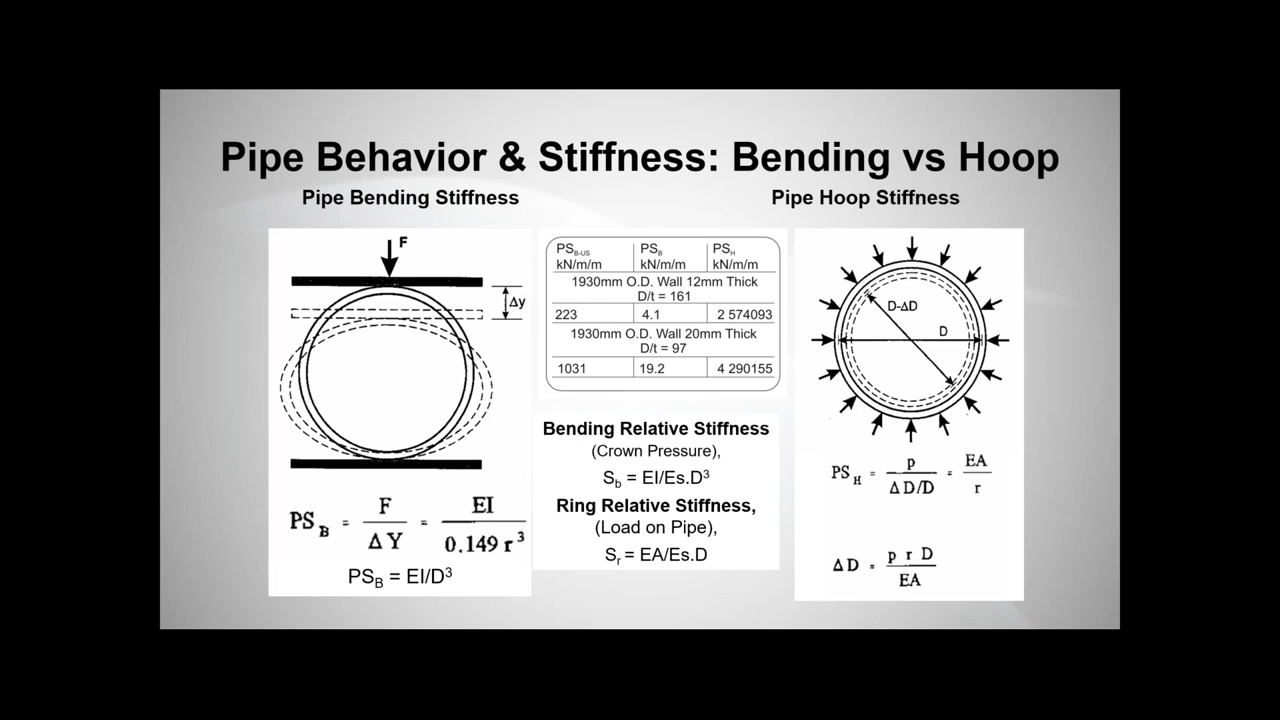 Pipe Behavior & Stiffness: Bending vs Hoop
Pipe Bending Stiffness
Pipe Hoop Stiffness
F
Δy
PS_B = F / ΔY = EI / 0.149 r³
PS_B = EI/D³
PS_B-US PS_B PS_H
kN/m/m kN/m/m kN/m/m
1930mm O.D. Wall 12mm Thick
D/t = 161
223 4.1 2 574093
1930mm O.D. Wall 20mm Thick
D/t = 97
1031 19.2 4 290155
Bending Relative Stiffness
(Crown Pressure),
S_b = EI/Es.D³
Ring Relative Stiffness,
(Load on Pipe),
S_r = EA/Es.D
D-ΔD
D
PS_H = p / ΔD/D = EA / r
ΔD = p r D / EA